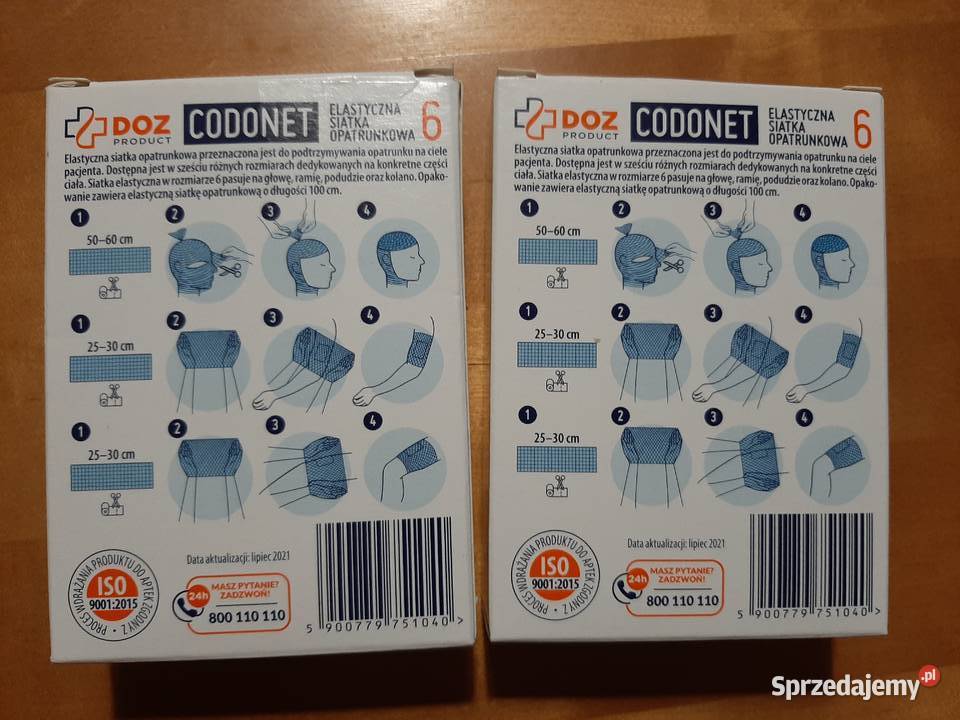 DOZ
PRODUCT
CODONET
ELASTYCZNA
SIATKA
OPATRUNKOWA
6
Elastyczna siatka opatrunkowa przeznaczona jest do podtrzymywania opatrunku na ciele
pacjenta. Dostępna jest w sześciu różnych rozmiarach dedykowanych na konkretne części
ciała. Siatka elastyczna w rozmiarze 6 pasuje na głowę, ramię, podudzie oraz kolano. Opako-
wanie zawiera elastyczną siatkę opatrunkową o długości 100 cm.
1 2 3 4
50–60 cm
1 2 3 4
25–30 cm
1 2 3 4
25–30 cm
PROCES WDRAŻANIA PRODUKTU DO APTEK ZGODNY Z
ISO
9001:2015
Data aktualizacji: lipiec 2021
24h
MASZ PYTANIE?
ZADZWOŃ!
800 110 110
5 900779 751040 >
DOZ
PRODUCT
CODONET
ELASTYCZNA
SIATKA
OPATRUNKOWA
6
Elastyczna siatka opatrunkowa przeznaczona jest do podtrzymywania opatrunku na ciele
pacjenta. Dostępna jest w sześciu różnych rozmiarach dedykowanych na konkretne części
ciała. Siatka elastyczna w rozmiarze 6 pasuje na głowę, ramię, podudzie oraz kolano. Opako-
wanie zawiera elastyczną siatkę opatrunkową o długości 100 cm.
1 2 3 4
50–60 cm
1 2 3 4
25–30 cm
1 2 3 4
25–30 cm
PROCES WDRAŻANIA PRODUKTU DO APTEK ZGODNY Z
ISO
9001:2015
Data aktualizacji: lipiec 2021
24h
MASZ PYTANIE?
ZADZWOŃ!
800 110 110
5 900779 751040 >
Sprzedajemy.pl